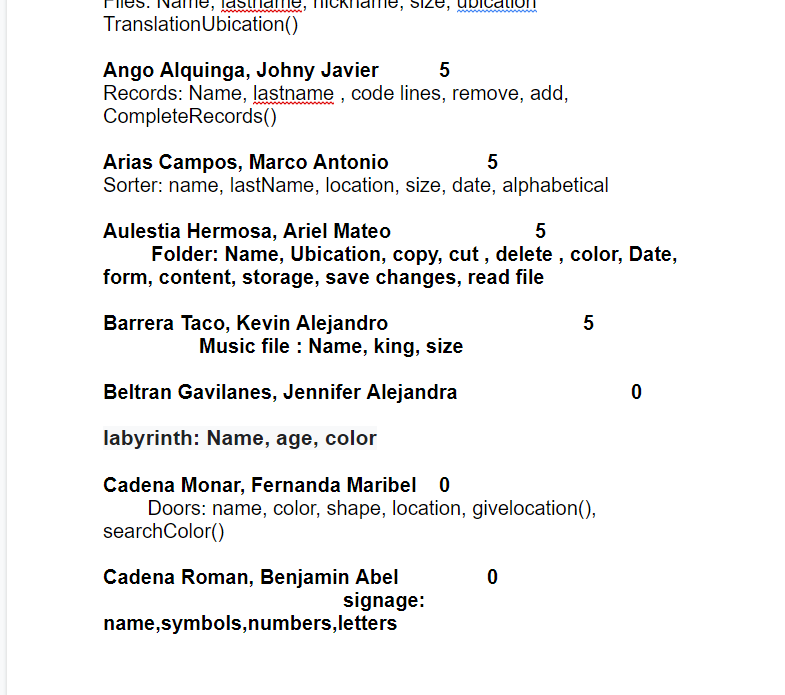 Files: Name, lastname, nickname, size, ubication
TranslationUbication()
Ango Alquinga, Johny Javier 5
Records: Name, lastname , code lines, remove, add,
CompleteRecords()
Arias Campos, Marco Antonio 5
Sorter: name, lastName, location, size, date, alphabetical
Aulestia Hermosa, Ariel Mateo 5
Folder: Name, Ubication, copy, cut , delete , color, Date,
form, content, storage, save changes, read file
Barrera Taco, Kevin Alejandro 5
Music file : Name, king, size
Beltran Gavilanes, Jennifer Alejandra 0
labyrinth: Name, age, color
Cadena Monar, Fernanda Maribel 0
Doors: name, color, shape, location, givelocation(),
searchColor()
Cadena Roman, Benjamin Abel 0
signage:
name,symbols,numbers,letters